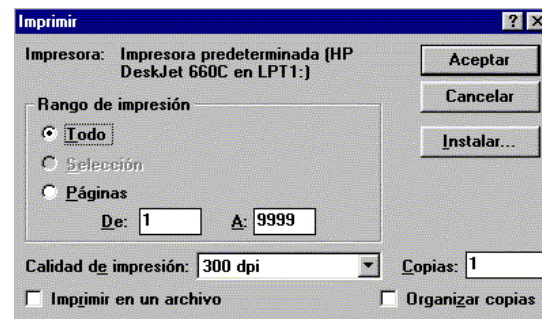 Imprimir
Impresora: Impresora predeterminada (HP
DeskJet 660C en LPT1:)
Aceptar
Cancelar
Instalar...
Rango de impresión
Todo
Selección
Páginas
De: 1 A: 9999
Calidad de impresión: 300 dpi Copias: 1
Imprimir en un archivo Organizar copias